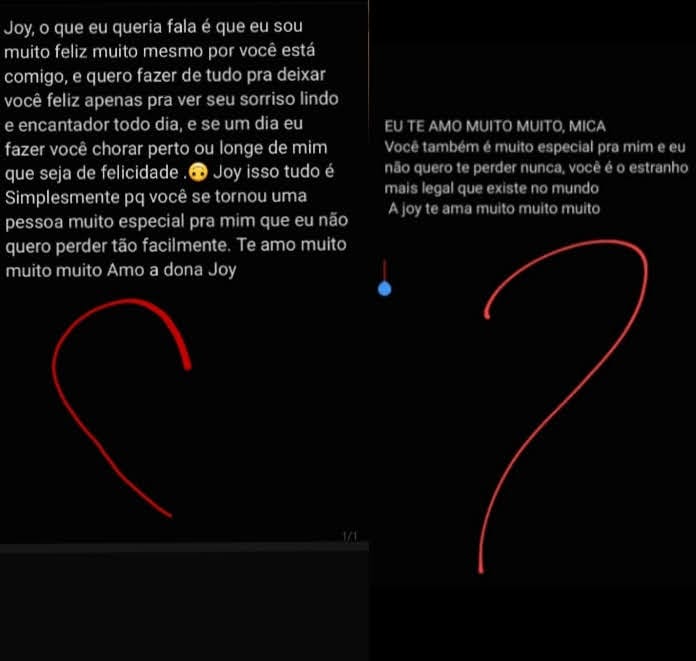 Joy, o que eu queria fala é que eu sou
muito feliz muito mesmo por você está
comigo, e quero fazer de tudo pra deixar
você feliz apenas pra ver seu sorriso lindo
e encantador todo dia, e se um dia eu
fazer você chorar perto ou longe de mim
que seja de felicidade .🙃 Joy isso tudo é
Simplesmente pq você se tornou uma
pessoa muito especial pra mim que eu não
quero perder tão facilmente. Te amo muito
muito muito Amo a dona Joy
1/1
EU TE AMO MUITO MUITO, MICA
Você também é muito especial pra mim e eu
não quero te perder nunca, você é o estranho
mais legal que existe no mundo
A joy te ama muito muito muito